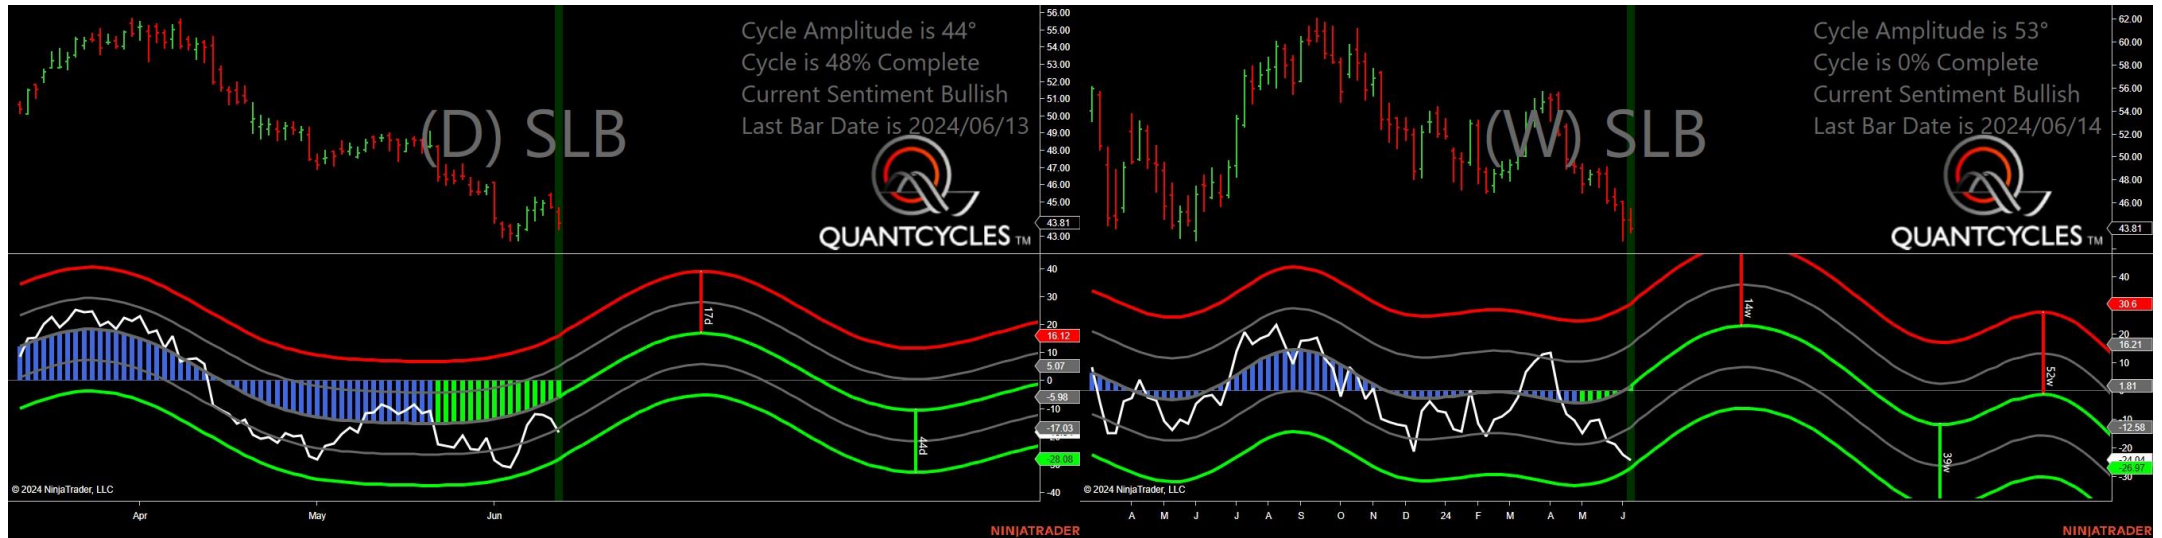 Cycle Amplitude is 44°
Cycle is 48% Complete
Current Sentiment Bullish
Last Bar Date is 2024/06/13
(D) SLB
QUANTCYCLES TM
56.00
55.00
54.00
53.00
52.00
51.00
50.00
49.00
48.00
47.00
46.00
45.00
43.81
43.00
40
30
20
16.12
10
5.07
0
-5.98
-10
-17.03
-28.08
-40
17d
44d
© 2024 NinjaTrader, LLC
Apr
May
Jun
NINJATRADER
Cycle Amplitude is 53°
Cycle is 0% Complete
Current Sentiment Bullish
Last Bar Date is 2024/06/14
(W) SLB
QUANTCYCLES TM
62.00
60.00
58.00
56.00
54.00
52.00
50.00
48.00
46.00
43.81
40
30.6
20
16.21
10
1.81
-10
-12.58
-20
-26.97
-30
14w
52w
39w
© 2024 NinjaTrader, LLC
A M J J A S O N D 24 F M A M J
NINJATRADER